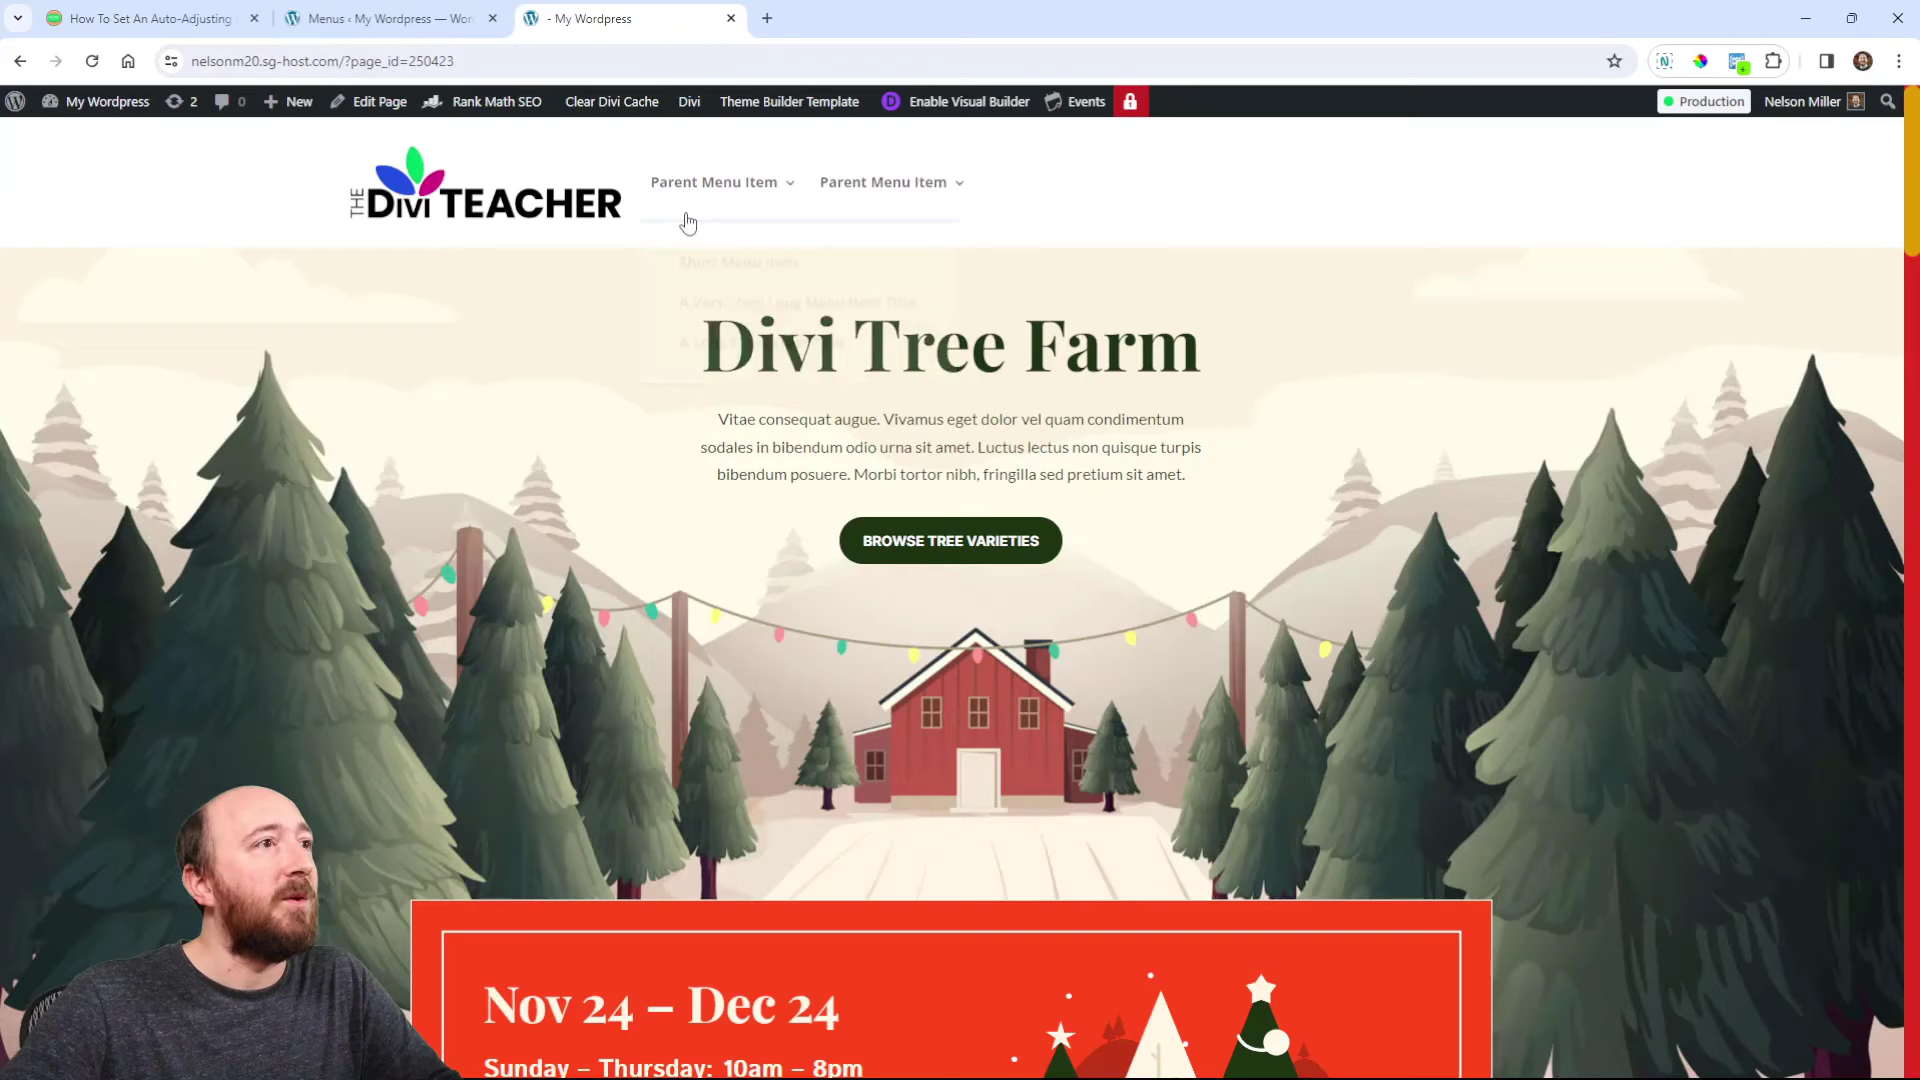 How To Set An Auto-Adjusting
Menus ‹ My Wordpress — Wor
- My Wordpress
nelsonm20.sg-host.com/?page_id=250423
My Wordpress
2
0
New
Edit Page
Rank Math SEO
Clear Divi Cache
Divi
Theme Builder Template
Enable Visual Builder
Events
Production
Nelson Miller
THE DIVI TEACHER
Parent Menu Item
Parent Menu Item
Short Menu Item
Divi Tree Farm
Vitae consequat augue. Vivamus eget dolor vel quam condimentum
sodales in bibendum odio urna sit amet. Luctus lectus non quisque turpis
bibendum posuere. Morbi tortor nibh, fringilla sed pretium sit amet.
BROWSE TREE VARIETIES
Nov 24 – Dec 24
Sunday – Thursday: 10am – 8pm